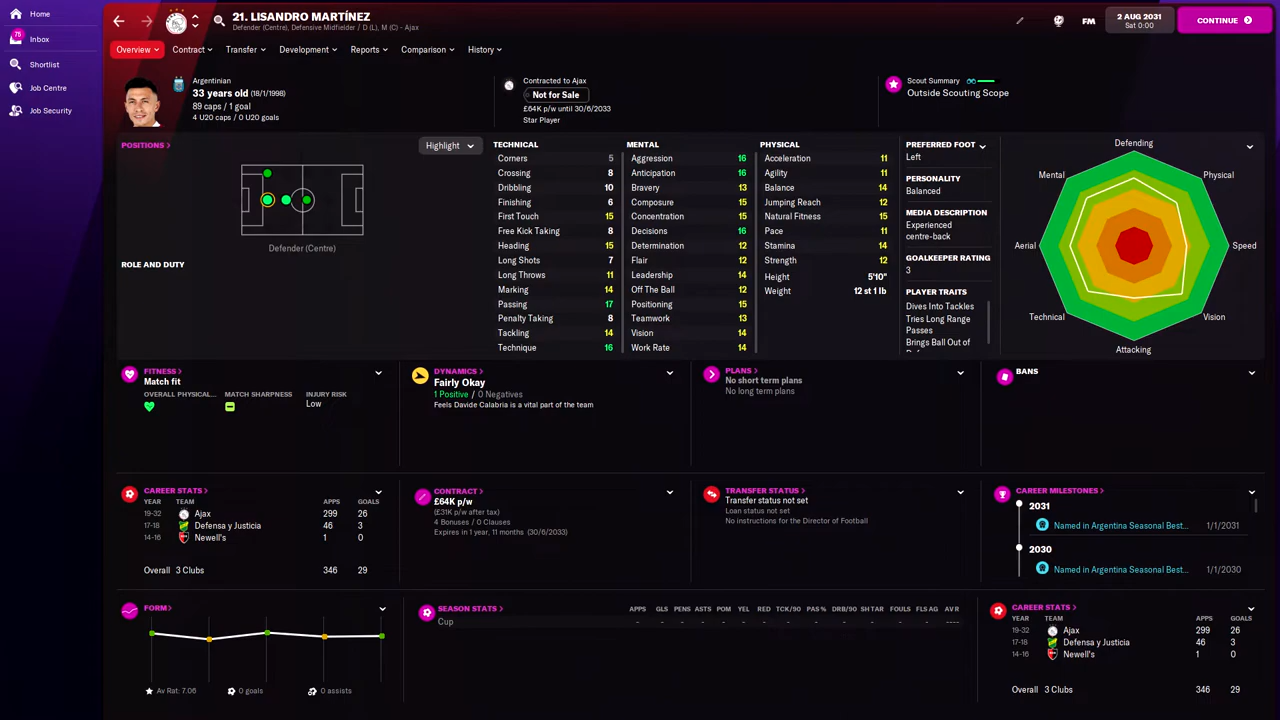 Home
75
Inbox
Shortlist
Job Centre
Job Security
21. LISANDRO MARTÍNEZ
Defender (Centre), Defensive Midfielder / D (L), M (C) - Ajax
FM
2 AUG 2031
Sat 0:00
CONTINUE
Overview
Contract
Transfer
Development
Reports
Comparison
History
Argentinian
33 years old (18/1/1998)
89 caps / 1 goal
4 U20 caps / 0 U20 goals
Contracted to Ajax
Not for Sale
£64K p/w until 30/6/2033
Star Player
Scout Summary
Outside Scouting Scope
POSITIONS
Highlight
Defender (Centre)
ROLE AND DUTY
TECHNICAL
Corners 5
Crossing 8
Dribbling 10
Finishing 6
First Touch 15
Free Kick Taking 8
Heading 15
Long Shots 7
Long Throws 11
Marking 14
Passing 17
Penalty Taking 8
Tackling 14
Technique 16
MENTAL
Aggression 16
Anticipation 16
Bravery 13
Composure 15
Concentration 15
Decisions 16
Determination 12
Flair 12
Leadership 14
Off The Ball 12
Positioning 15
Teamwork 13
Vision 14
Work Rate 14
PHYSICAL
Acceleration 11
Agility 11
Balance 14
Jumping Reach 12
Natural Fitness 15
Pace 11
Stamina 14
Strength 12
Height 5'10"
Weight 12 st 1 lb
PREFERRED FOOT
Left
PERSONALITY
Balanced
MEDIA DESCRIPTION
Experienced
centre-back
GOALKEEPER RATING
3
PLAYER TRAITS
Dives Into Tackles
Tries Long Range
Passes
Brings Ball Out of
Defending
Mental
Physical
Aerial
Speed
Technical
Vision
Attacking
FITNESS
Match fit
OVERALL PHYSICAL... MATCH SHARPNESS INJURY RISK
Low
DYNAMICS
Fairly Okay
1 Positive / 0 Negatives
Feels Davide Calabria is a vital part of the team
PLANS
No short term plans
No long term plans
BANS
CAREER STATS
YEAR TEAM APPS GOALS
19-32 Ajax 299 26
17-18 Defensa y Justicia 46 3
14-16 Newell's 1 0
Overall 3 Clubs 346 29
CONTRACT
£64K p/w
(£31K p/w after tax)
4 Bonuses / 0 Clauses
Expires in 1 year, 11 months (30/6/2033)
TRANSFER STATUS
Transfer status not set
Loan status not set
No instructions for the Director of Football
CAREER MILESTONES
2031
Named in Argentina Seasonal Best... 1/1/2031
2030
Named in Argentina Seasonal Best... 1/1/2030
FORM
Av Rat: 7.06 0 goals 0 assists
SEASON STATS APPS GLS PENS ASTS POM YEL RED TCK/90 PAS % DRB/90 SH TAR FOULS FLS AG AV R
Cup - - - - - - - - - - - - - ----
CAREER STATS
YEAR TEAM APPS GOALS
19-32 Ajax 299 26
17-18 Defensa y Justicia 46 3
14-16 Newell's 1 0
Overall 3 Clubs 346 29